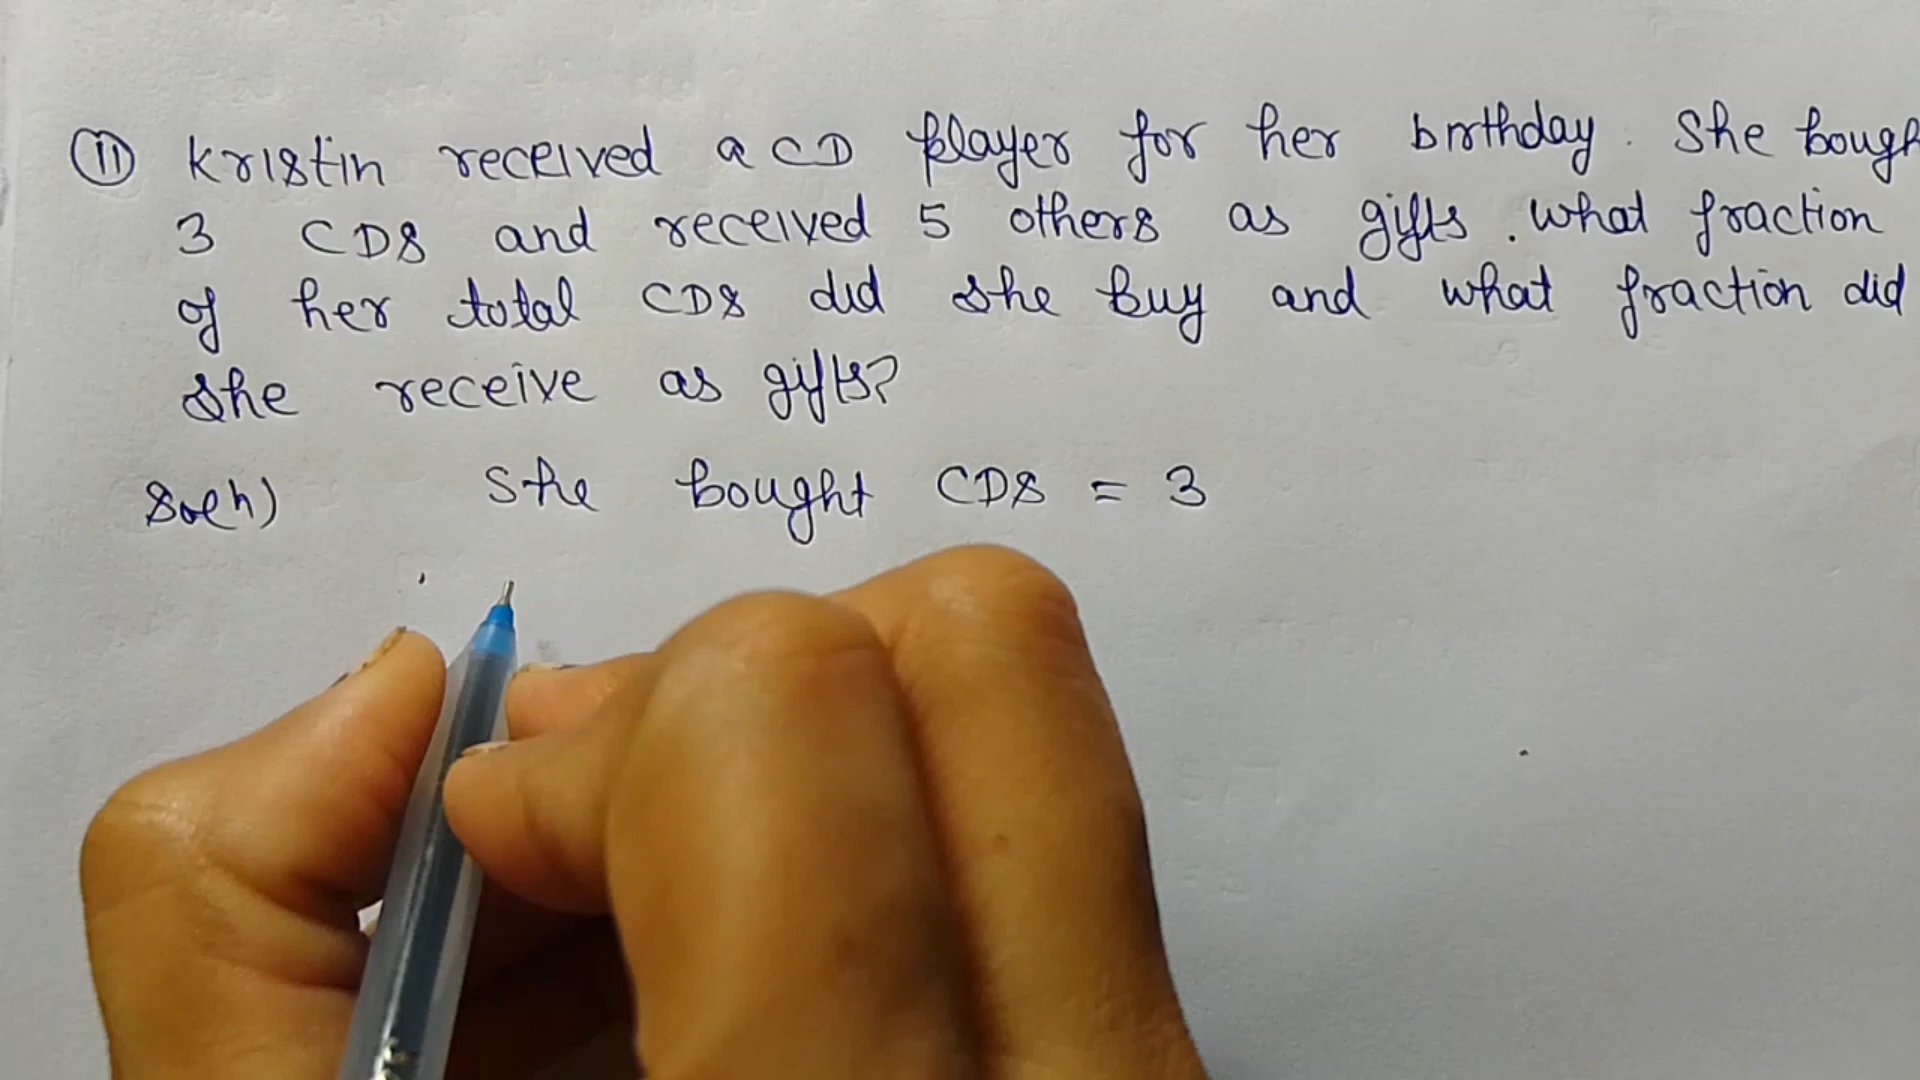 11 Kristin received a CD player for her birthday. She bough
3 CDS and received 5 others as gifts. what fraction
of her total CDS did she buy and what fraction did
she receive as gifts?
Soln) She bought CDS = 3